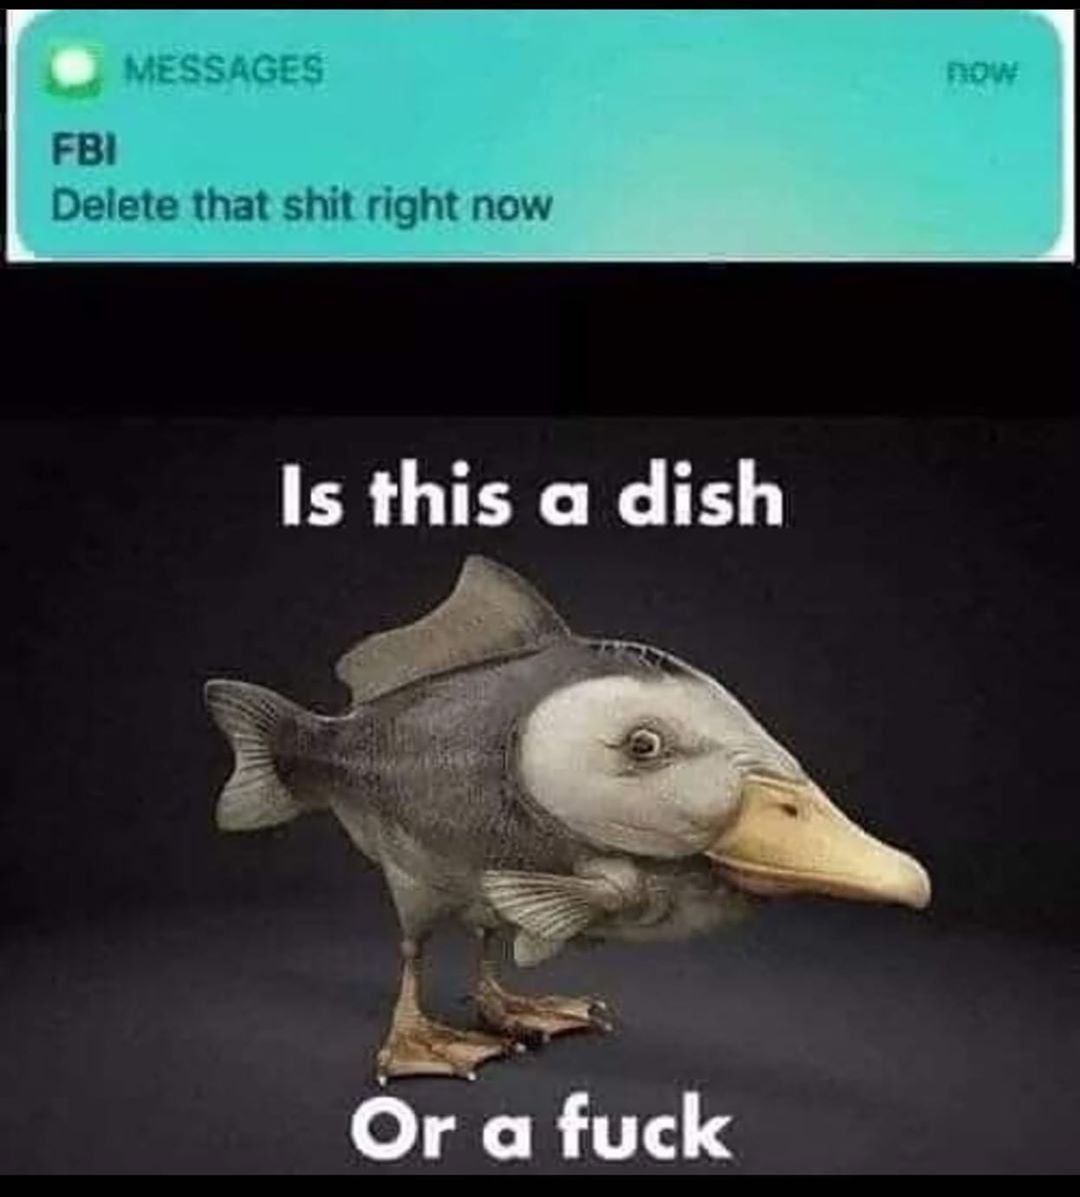 MESSAGES now
FBI
Delete that shit right now
Is this a dish
Or a fuck